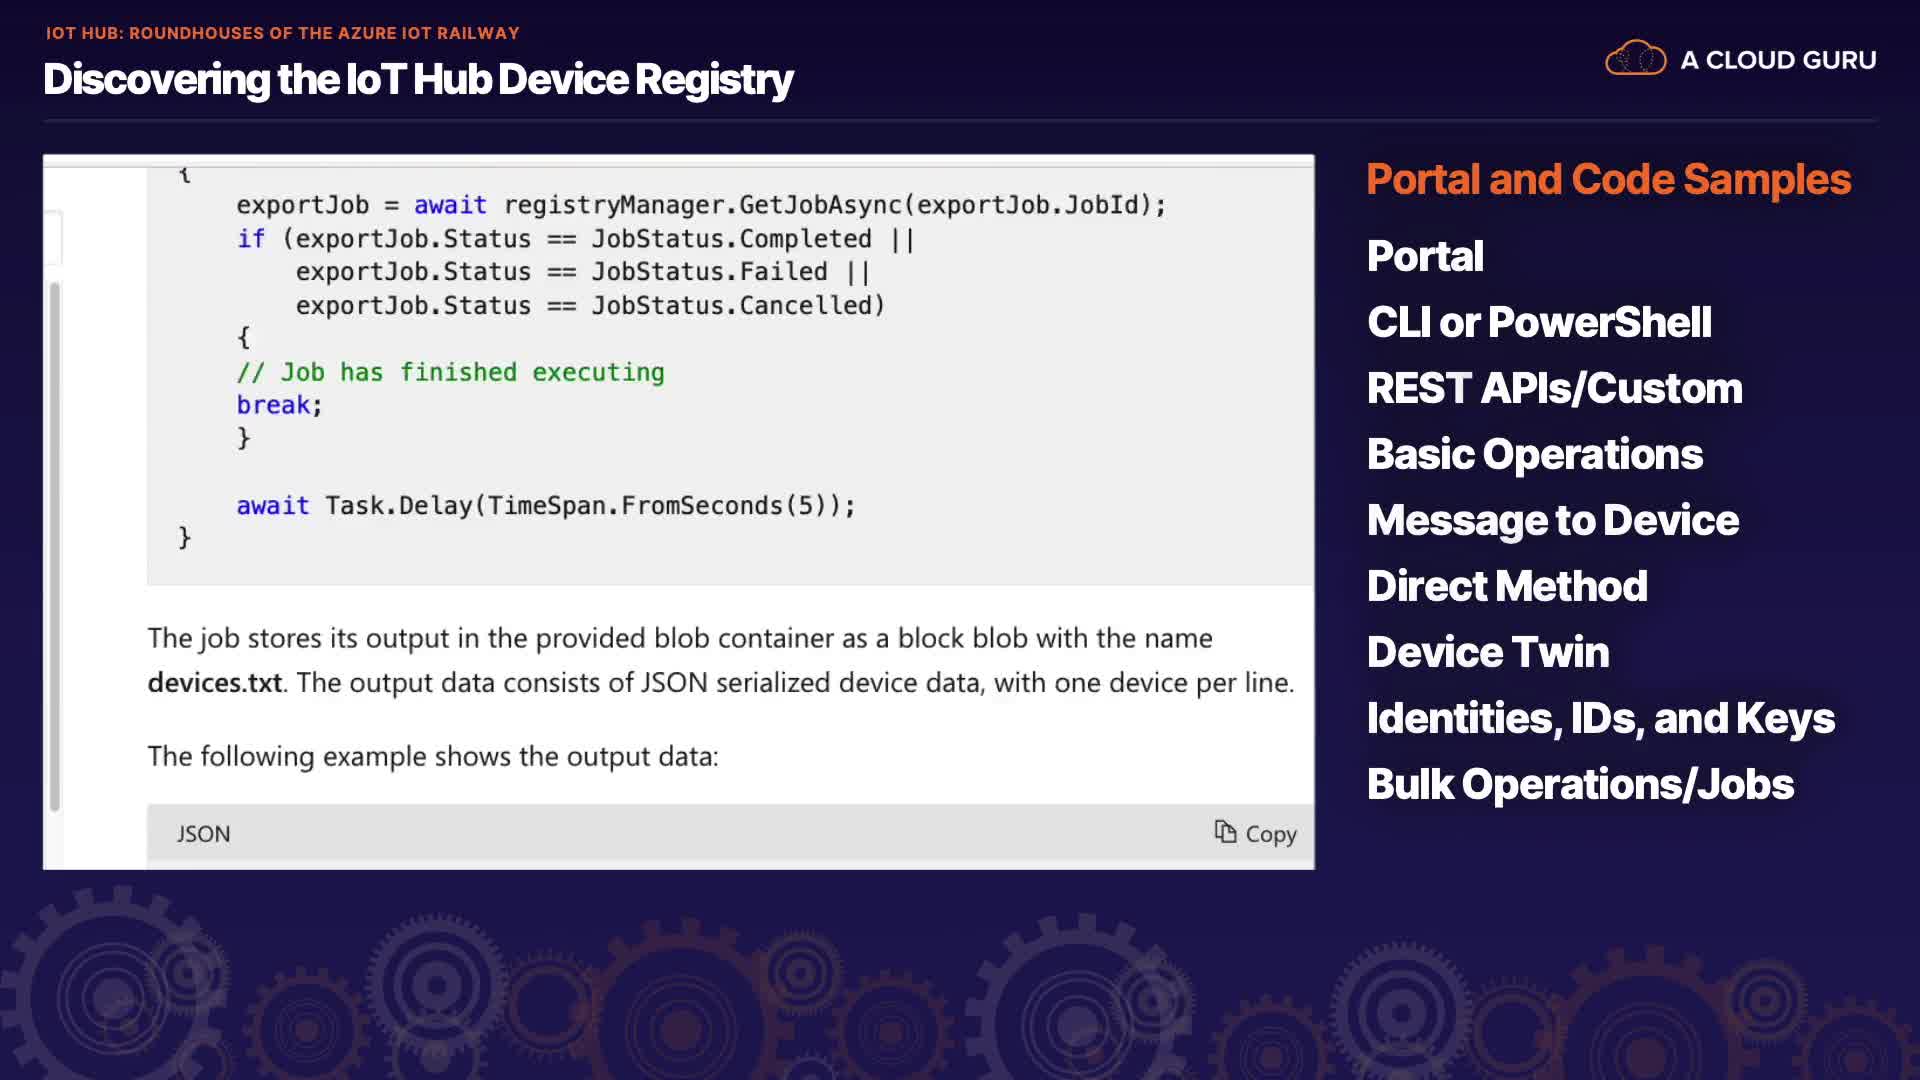 IOT HUB: ROUNDHOUSES OF THE AZURE IOT RAILWAY
Discovering the IoT Hub Device Registry
A CLOUD GURU
{
exportJob = await registryManager.GetJobAsync(exportJob.JobId);
if (exportJob.Status == JobStatus.Completed ||
exportJob.Status == JobStatus.Failed ||
exportJob.Status == JobStatus.Cancelled)
{
// Job has finished executing
break;
}
await Task.Delay(TimeSpan.FromSeconds(5));
}
The job stores its output in the provided blob container as a block blob with the name
devices.txt. The output data consists of JSON serialized device data, with one device per line.
The following example shows the output data:
JSON
Copy
Portal and Code Samples
Portal
CLI or PowerShell
REST APIs/Custom
Basic Operations
Message to Device
Direct Method
Device Twin
Identities, IDs, and Keys
Bulk Operations/Jobs